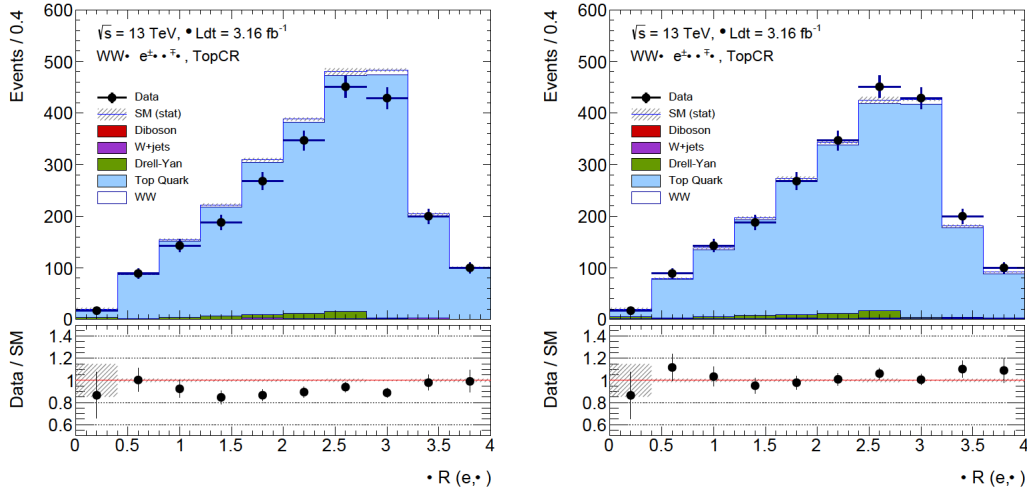 600
500
400
300
200
100
0
Events / 0.4
√s = 13 TeV, • Ldt = 3.16 fb⁻¹
WW• e±• • ∓• , TopCR
Data
SM (stat)
Diboson
W+jets
Drell-Yan
Top Quark
WW
1.4
1.2
1
0.8
0.6
Data / SM
0 0.5 1 1.5 2 2.5 3 3.5 4
• R (e,•)
600
500
400
300
200
100
0
Events / 0.4
√s = 13 TeV, • Ldt = 3.16 fb⁻¹
WW• e±• • ∓• , TopCR
Data
SM (stat)
Diboson
W+jets
Drell-Yan
Top Quark
WW
1.4
1.2
1
0.8
0.6
Data / SM
0 0.5 1 1.5 2 2.5 3 3.5 4
• R (e,•)